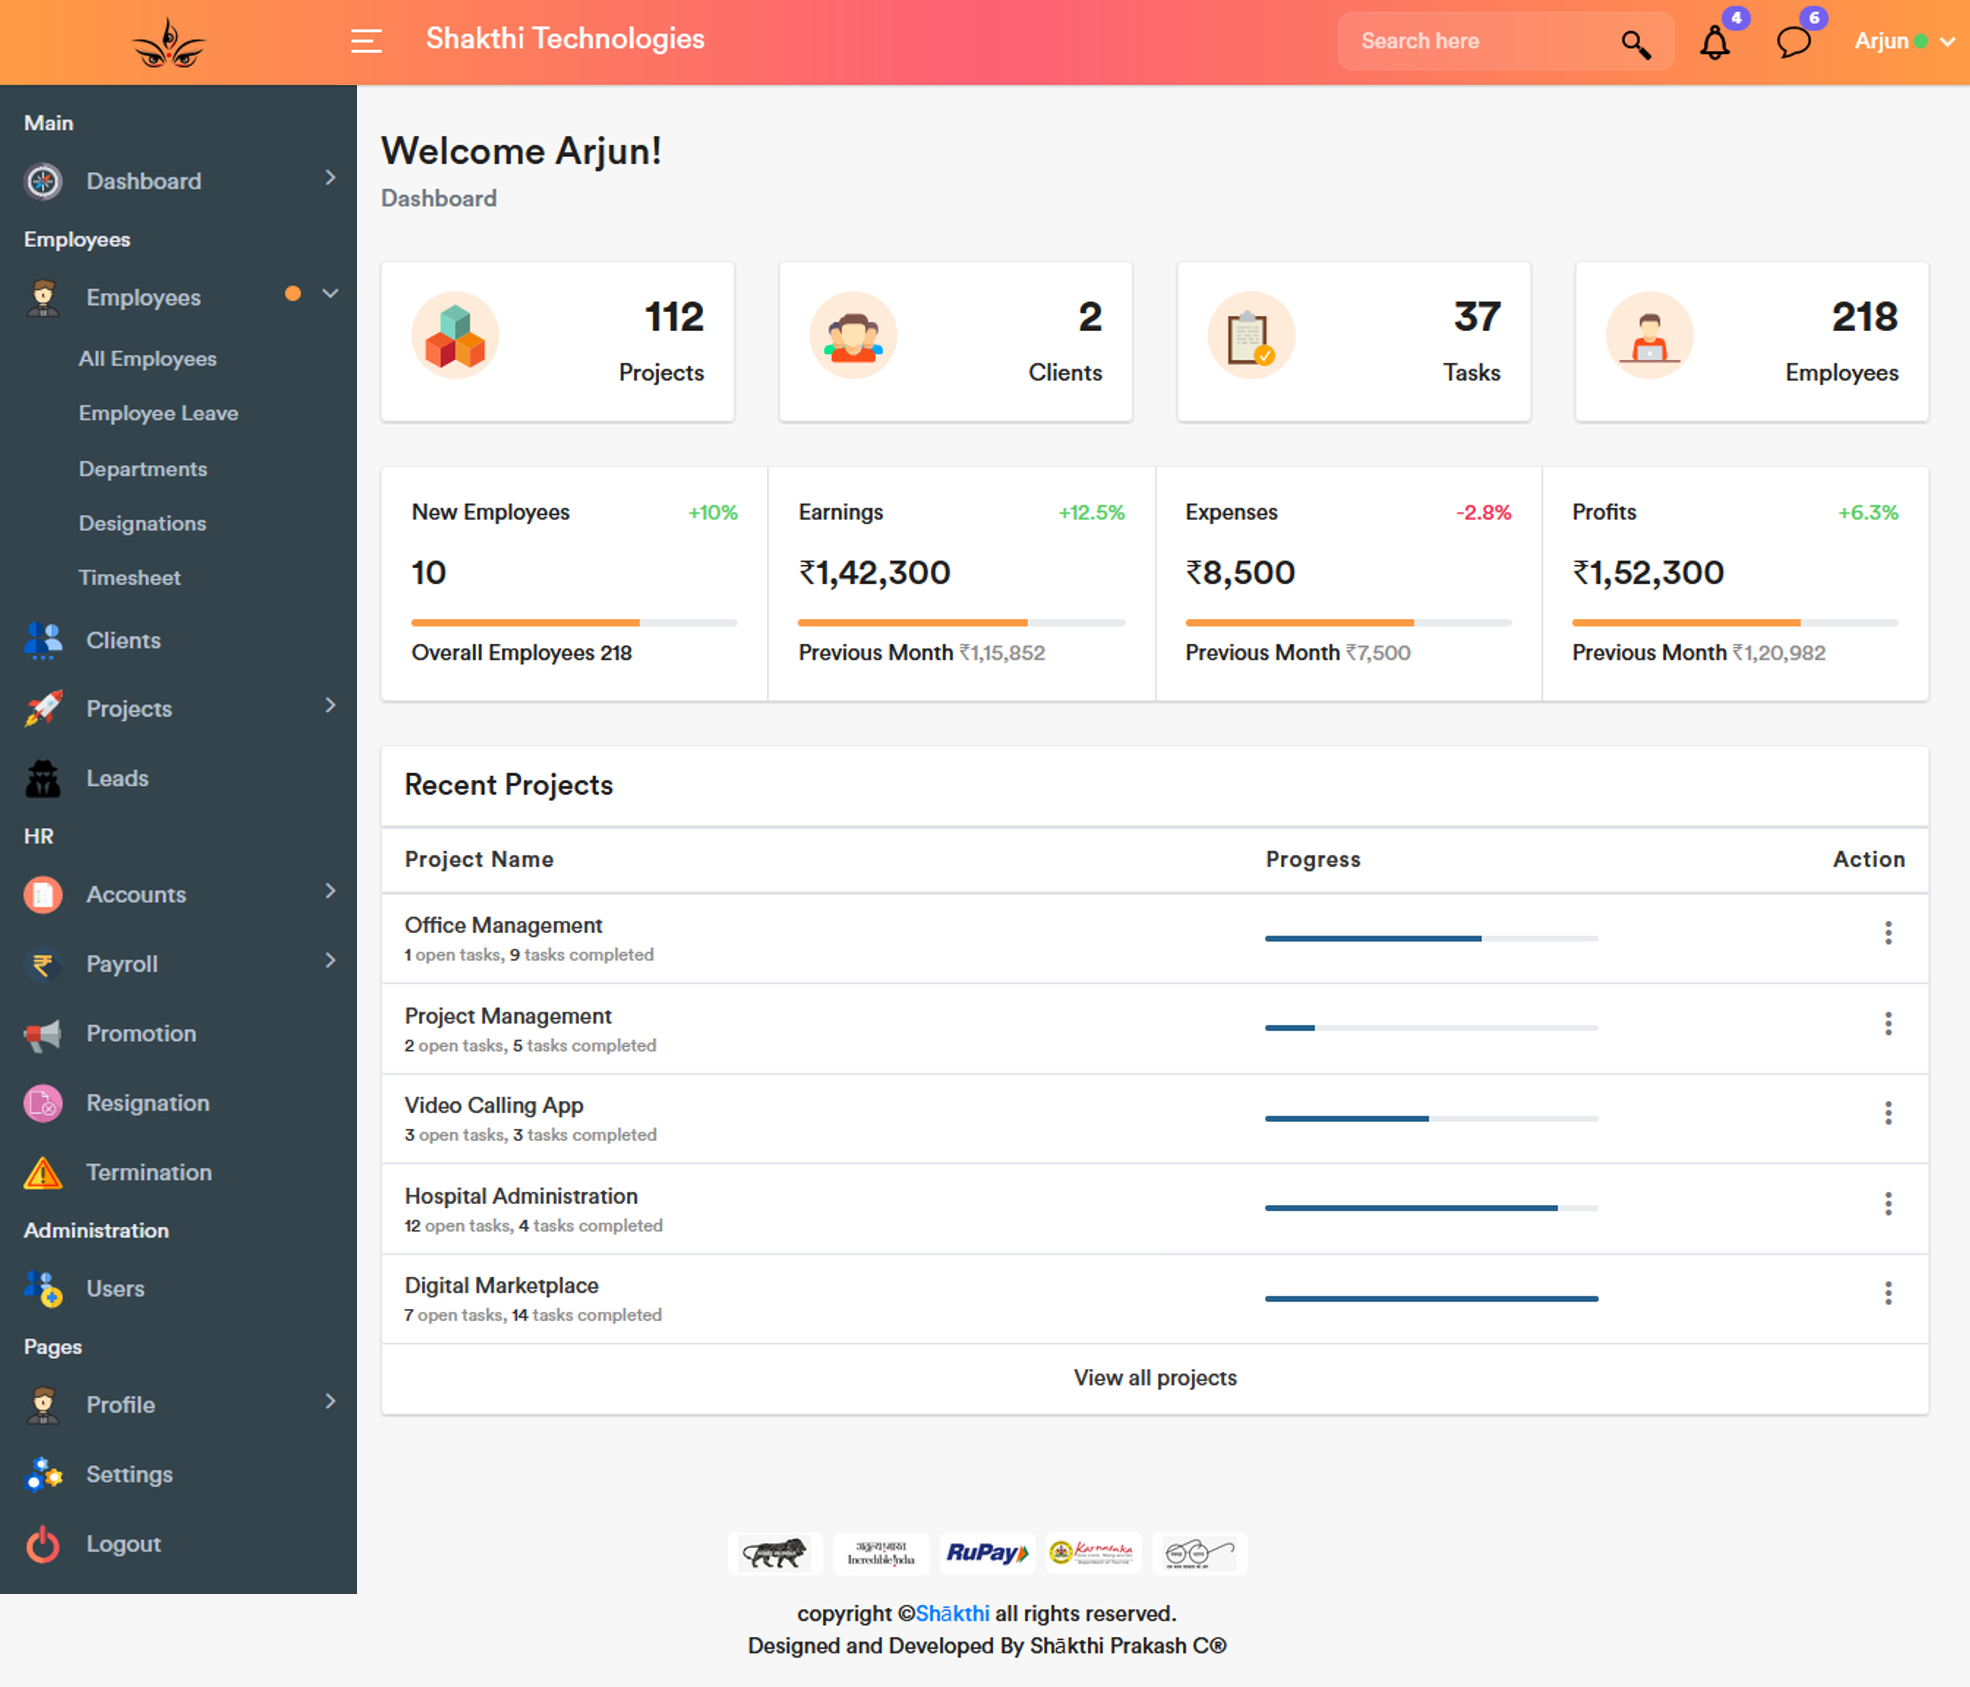 Shakthi Technologies
Search here
4
6
Arjun
Main
Dashboard
Employees
Employees
All Employees
Employee Leave
Departments
Designations
Timesheet
Clients
Projects
Leads
HR
Accounts
Payroll
Promotion
Resignation
Termination
Administration
Users
Pages
Profile
Settings
Logout
Welcome Arjun!
Dashboard
112
Projects
2
Clients
37
Tasks
218
Employees
New Employees +10%
10
Overall Employees 218
Earnings +12.5%
₹1,42,300
Previous Month ₹1,15,852
Expenses -2.8%
₹8,500
Previous Month ₹7,500
Profits +6.3%
₹1,52,300
Previous Month ₹1,20,982
Recent Projects
Project Name Progress Action
Office Management
1 open tasks, 9 tasks completed
Project Management
2 open tasks, 5 tasks completed
Video Calling App
3 open tasks, 3 tasks completed
Hospital Administration
12 open tasks, 4 tasks completed
Digital Marketplace
7 open tasks, 14 tasks completed
View all projects
अतुल्य!भारत
Incredible!ndia
RuPay
Karnataka
copyright ©Shākthi all rights reserved.
Designed and Developed By Shākthi Prakash C®